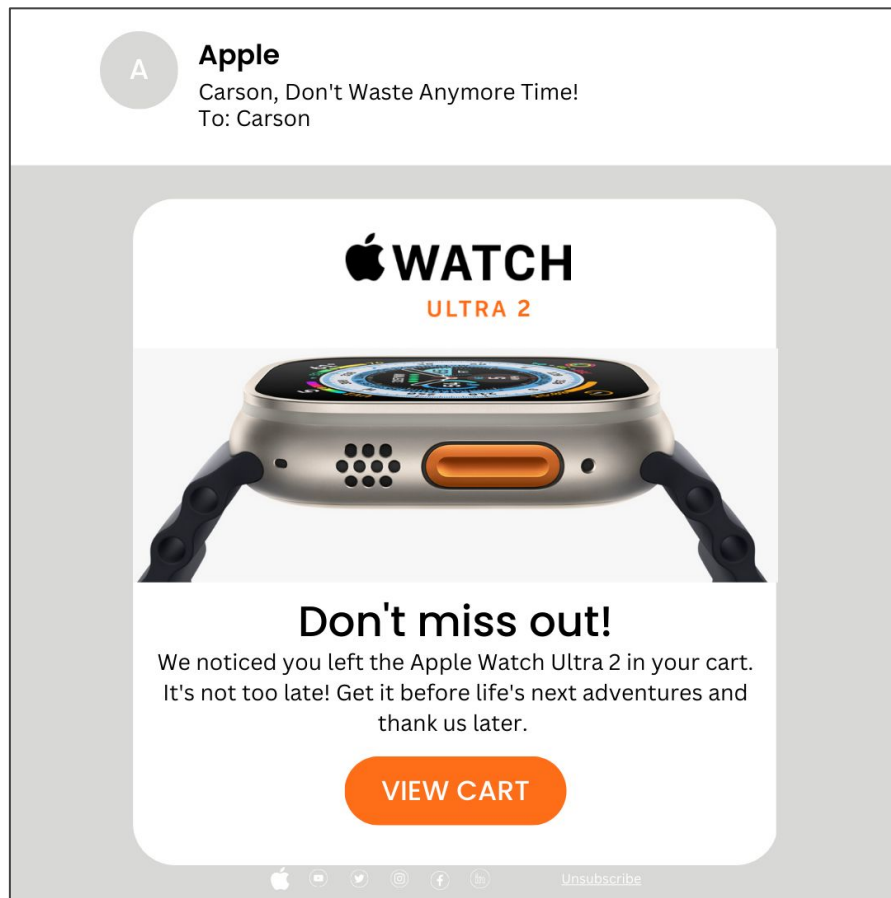 A
Apple
Carson, Don't Waste Anymore Time!
To: Carson
WATCH
ULTRA 2
Don't miss out!
We noticed you left the Apple Watch Ultra 2 in your cart.
It's not too late! Get it before life's next adventures and
thank us later.
VIEW CART
Unsubscribe